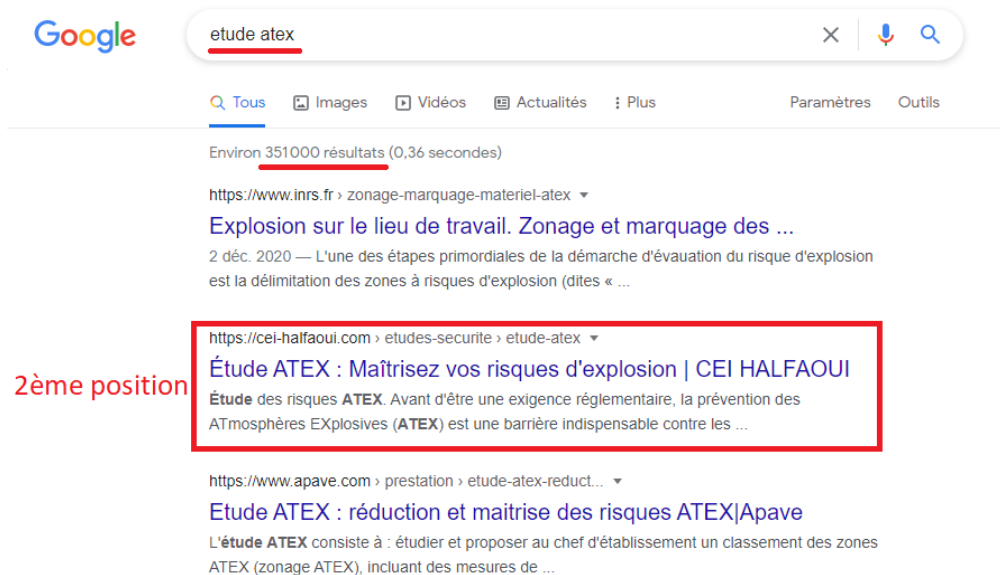 Google
etude atex
Tous Images Vidéos Actualités Plus Paramètres Outils
Environ 351 000 résultats (0,36 secondes)
https://www.inrs.fr › zonage-marquage-materiel-atex
Explosion sur le lieu de travail. Zonage et marquage des ...
2 déc. 2020 — L'une des étapes primordiales de la démarche d'évauation du risque d'explosion
est la délimitation des zones à risques d'explosion (dites « ...
https://cei-halfaoui.com › etudes-securite › etude-atex
Étude ATEX : Maîtrisez vos risques d'explosion | CEI HALFAOUI
2ème position
Étude des risques ATEX. Avant d'être une exigence réglementaire, la prévention des
ATmosphères EXplosives (ATEX) est une barrière indispensable contre les ...
https://www.apave.com › prestation › etude-atex-reduct...
Etude ATEX : réduction et maitrise des risques ATEX|Apave
L'étude ATEX consiste à : étudier et proposer au chef d'établissement un classement des zones
ATEX (zonage ATEX), incluant des mesures de ...